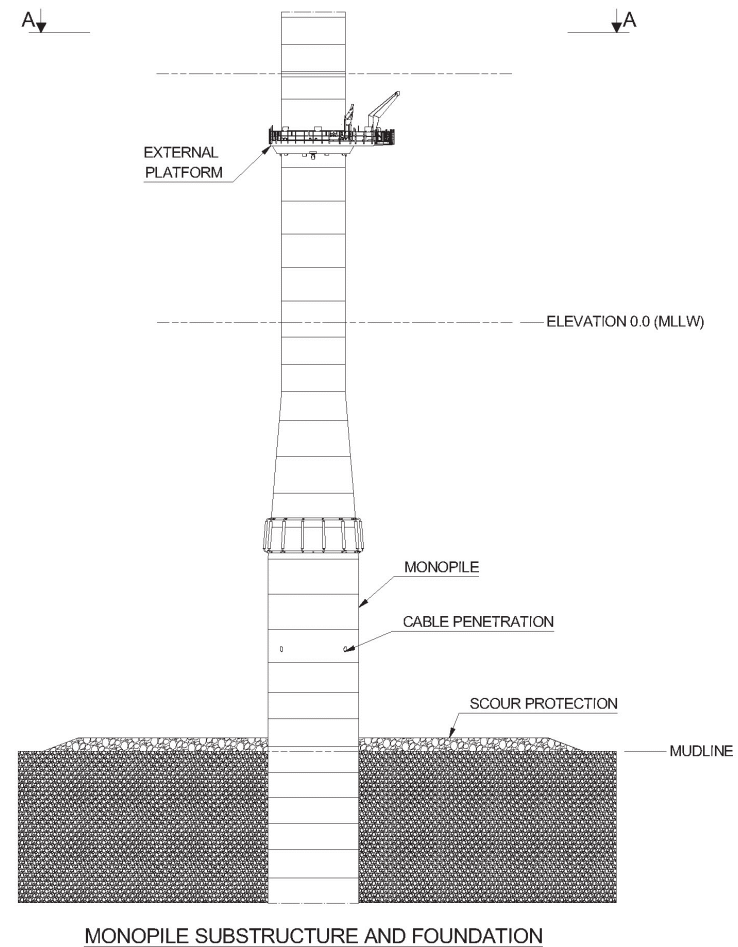 A
A
EXTERNAL
PLATFORM
ELEVATION 0.0 (MLLW)
MONOPILE
CABLE PENETRATION
SCOUR PROTECTION
MUDLINE
MONOPILE SUBSTRUCTURE AND FOUNDATION